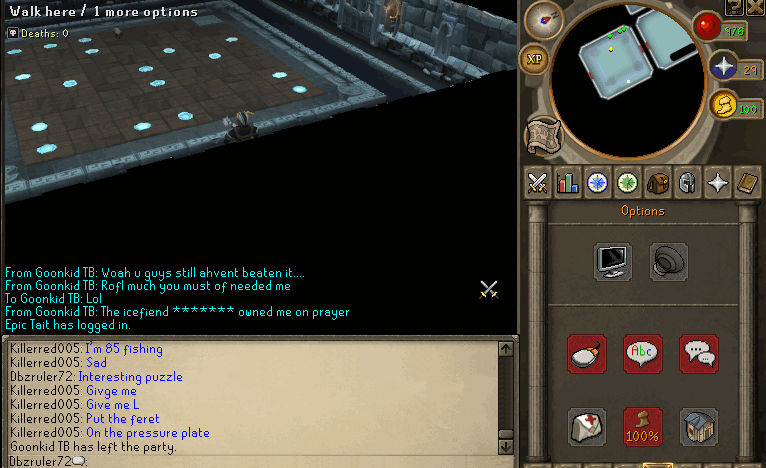 Walk here / 1 more options
Deaths: 0
XP
976
29
100
Options
From Goonkid TB: Woah u guys still ahvent beaten it....
From Goonkid TB: Rofl much you must of needed me
To Goonkid TB: Lol
From Goonkid TB: The icefiend ******* owned me on prayer
Epic Tait has logged in.
Killerred005: I'm 85 fishing
Killerred005: Sad
Dbzruler72: Interesting puzzle
Killerred005: Givge me
Killerred005: Give me L
Killerred005: Put the feret
Killerred005: On the pressure plate
Goonkid TB has left the party.
Dbzruler72:
Abc
100%